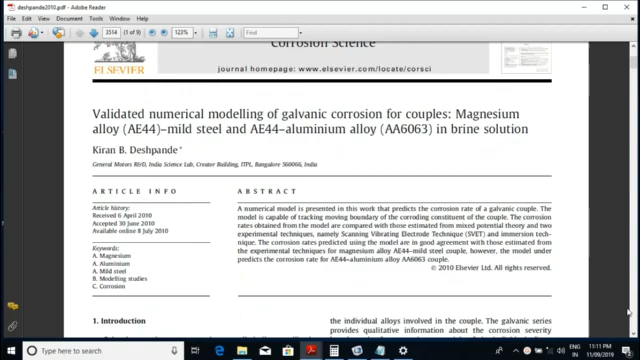 deshpande2010.pdf - Adobe Reader
File Edit View Document Tools Window Help
3514 (1 of 9) 123% Find
Corrosion Science
ELSEVIER
journal homepage: www.elsevier.com/locate/corsci
Validated numerical modelling of galvanic corrosion for couples: Magnesium
alloy (AE44)–mild steel and AE44–aluminium alloy (AA6063) in brine solution
Kiran B. Deshpande *
General Motors R&D, India Science Lab, Creator Building, ITPL, Bangalore 560066, India
ARTICLE INFO
Article history:
Received 6 April 2010
Accepted 30 June 2010
Available online 8 July 2010
Keywords:
A. Magnesium
A. Aluminium
A. Mild steel
B. Modelling studies
C. Corrosion
ABSTRACT
A numerical model is presented in this work that predicts the corrosion rate of a galvanic couple. The
model is capable of tracking moving boundary of the corroding constituent of the couple. The corrosion
rates obtained from the model are compared with those estimated from mixed potential theory and two
experimental techniques, namely Scanning Vibrating Electrode Technique (SVET) and immersion tech-
nique. The corrosion rates predicted using the model are in good agreement with those estimated from
the experimental techniques for magnesium alloy AE44–mild steel couple, however, the model under
predicts the corrosion rate for AE44–aluminium alloy AA6063 couple.
© 2010 Elsevier Ltd. All rights reserved.
1. Introduction
the individual alloys involved in the couple. The galvanic series
provides qualitative information about the corrosion severity
Type here to search
ENG
IN
11:11 PM
11/09/2019